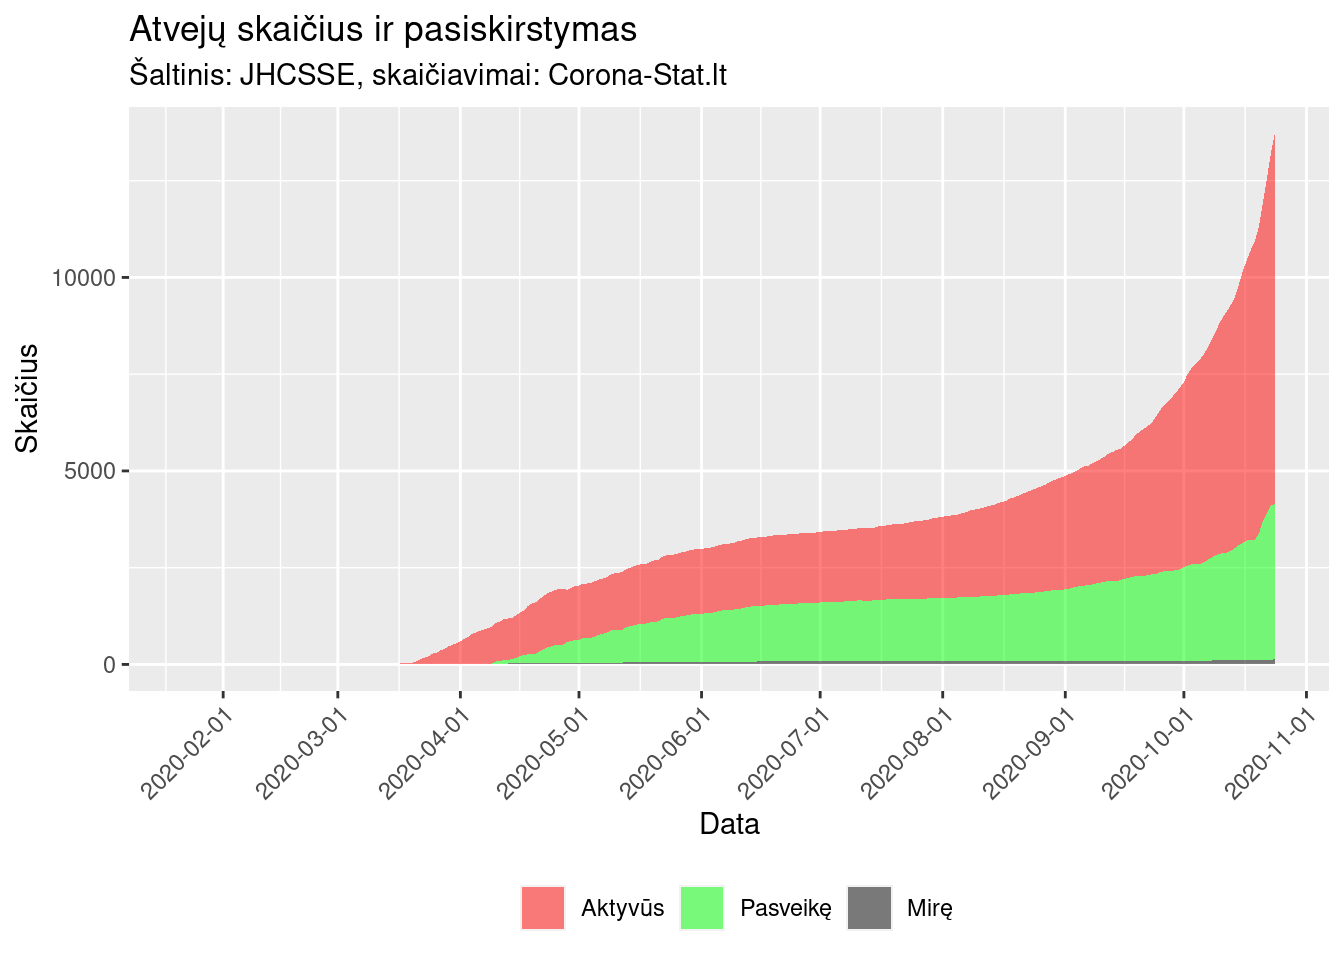 Atvejų skaičius ir pasiskirstymas
Šaltinis: JHCSSE, skaičiavimai: Corona-Stat.lt
Skaičius
10000
5000
0
2020-02-01
2020-03-01
2020-04-01
2020-05-01
2020-06-01
2020-07-01
2020-08-01
2020-09-01
2020-10-01
2020-11-01
Data
Aktyvūs
Pasveikę
Mirę